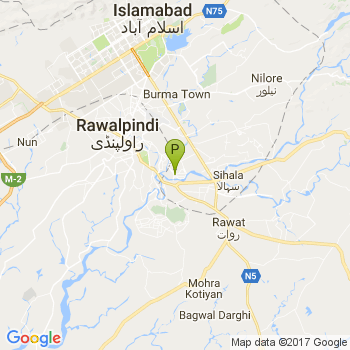 Islamabad
اسلام آباد
N75
Nilore
نیلور
Burma Town
Rawalpindi
راولپنڈی
Nun
P
M-2
Sihala
سہالا
Rawat
روات
N5
Mohra
Kotiyan
Bagwal Darghi
Google
Map data ©2017 Google